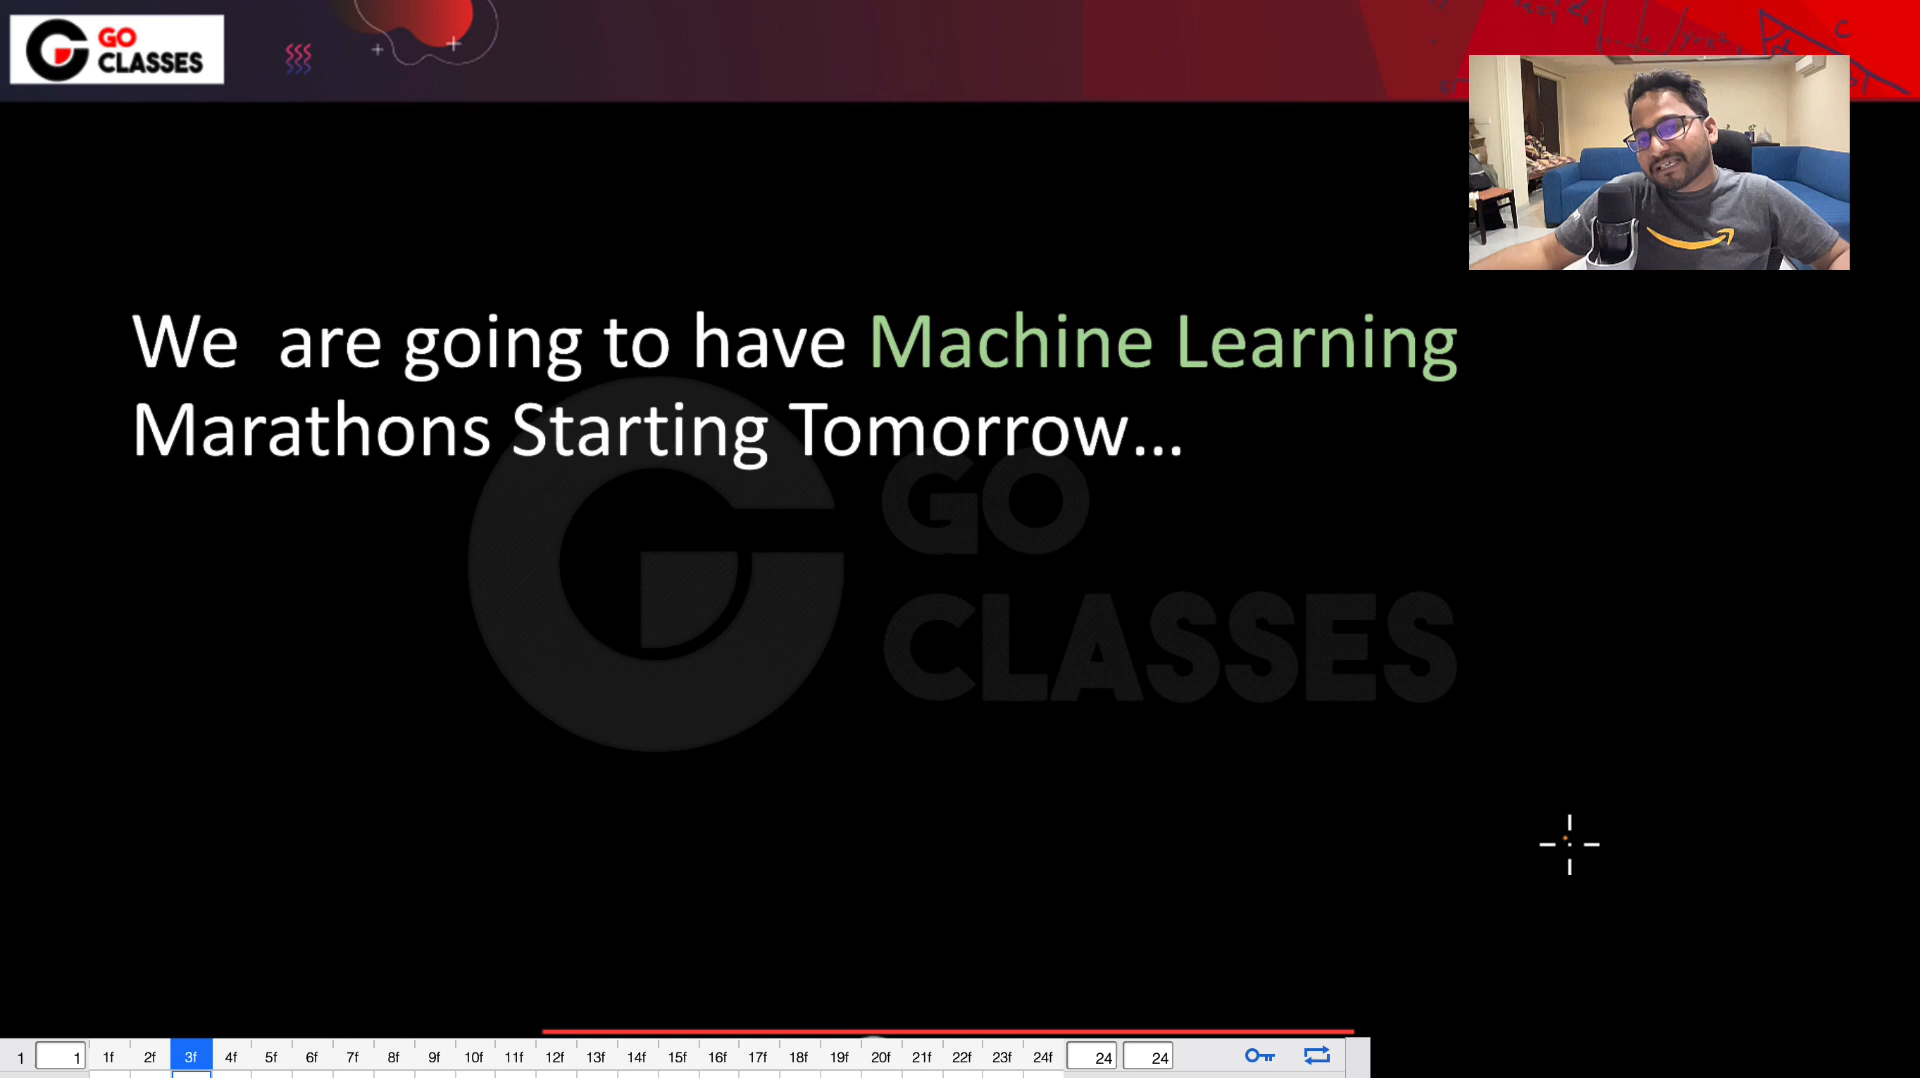 GO
CLASSES
We are going to have Machine Learning
Marathons Starting Tomorrow...
GO
CLASSES
1 1 1f 2f 3f 4f 5f 6f 7f 8f 9f 10f 11f 12f 13f 14f 15f 16f 17f 18f 19f 20f 21f 22f 23f 24f 24 24